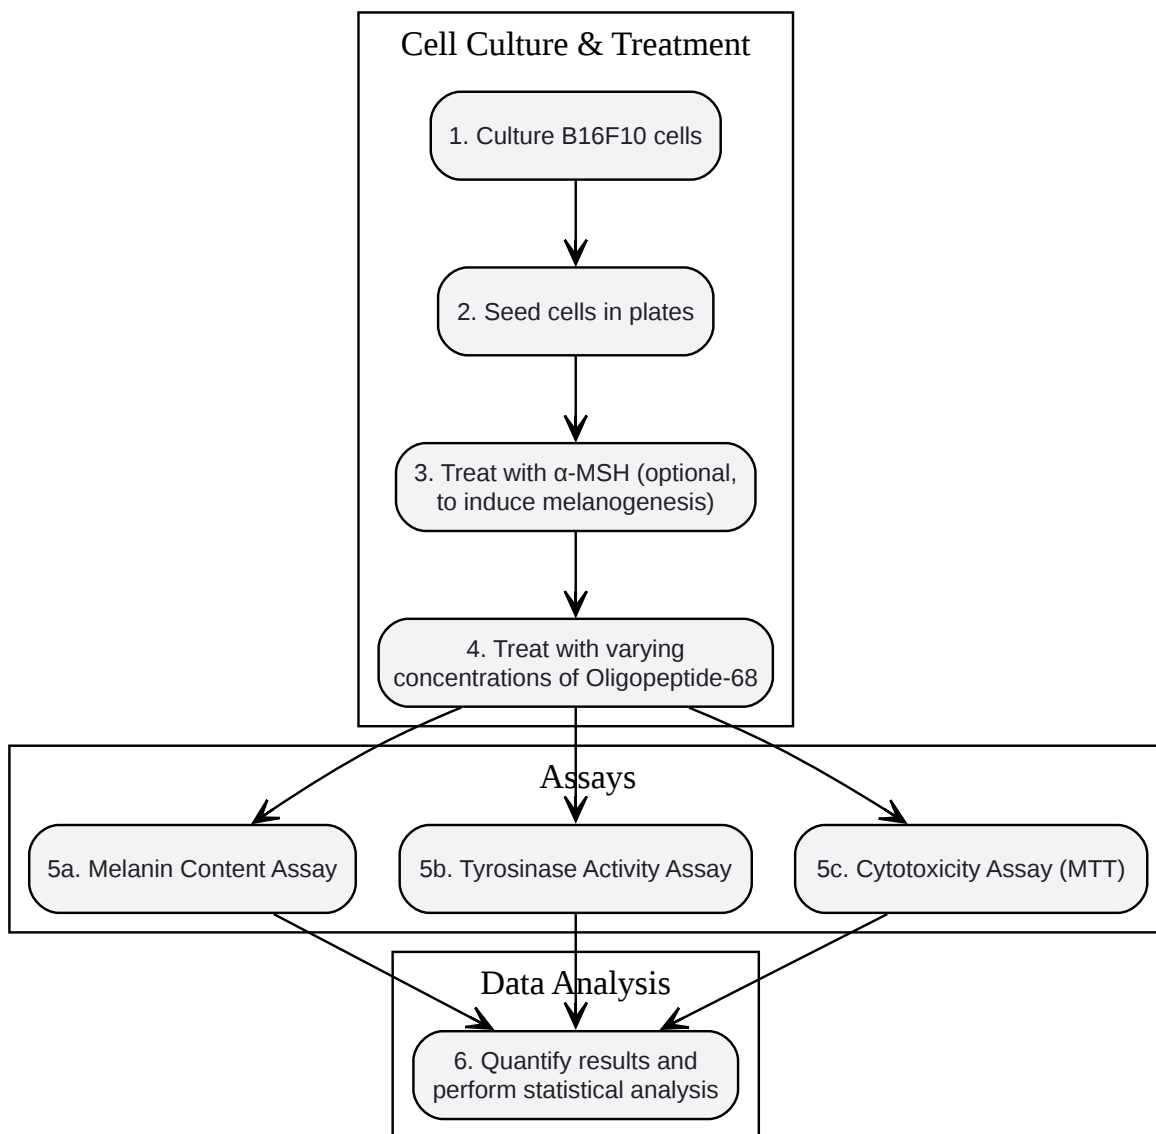 Cell Culture & Treatment
1. Culture B16F10 cells
2. Seed cells in plates
3. Treat with α-MSH (optional,
to induce melanogenesis)
4. Treat with varying
concentrations of Oligopeptide-68
Assays
5a. Melanin Content Assay
5b. Tyrosinase Activity Assay
5c. Cytotoxicity Assay (MTT)
Data Analysis
6. Quantify results and
perform statistical analysis